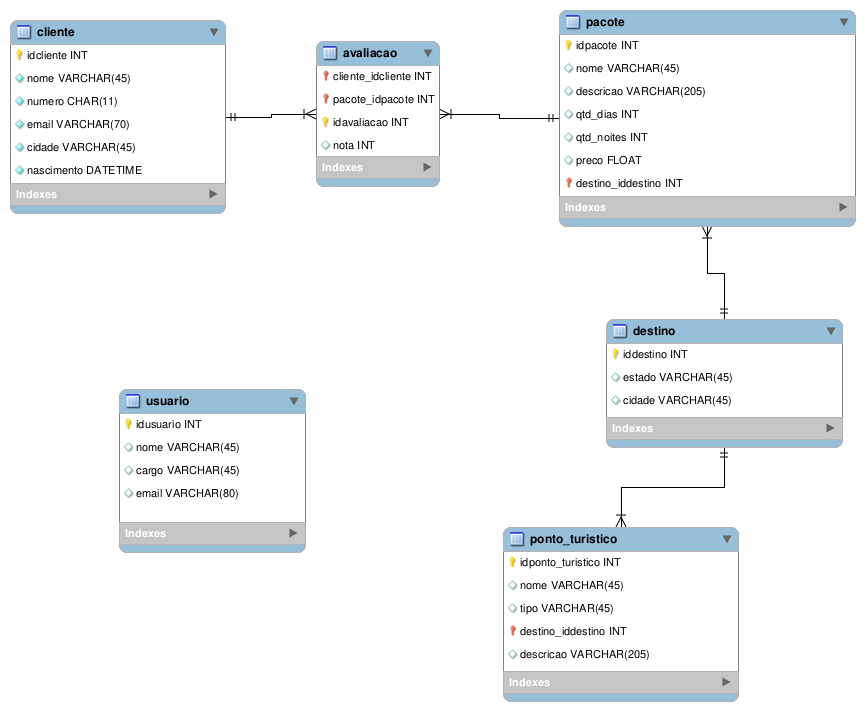 cliente
idcliente INT
nome VARCHAR(45)
numero CHAR(11)
email VARCHAR(70)
cidade VARCHAR(45)
nascimento DATETIME
Indexes
avaliacao
cliente_idcliente INT
pacote_idpacote INT
idavaliacao INT
nota INT
Indexes
pacote
idpacote INT
nome VARCHAR(45)
descricao VARCHAR(205)
qtd_dias INT
qtd_noites INT
preco FLOAT
destino_iddestino INT
Indexes
destino
iddestino INT
estado VARCHAR(45)
cidade VARCHAR(45)
Indexes
usuario
idusuario INT
nome VARCHAR(45)
cargo VARCHAR(45)
email VARCHAR(80)
Indexes
ponto_turistico
idponto_turistico INT
nome VARCHAR(45)
tipo VARCHAR(45)
destino_iddestino INT
descricao VARCHAR(205)
Indexes